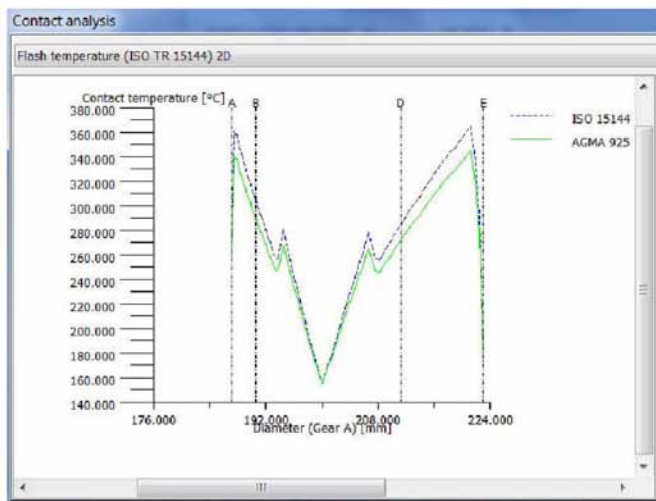 Contact analysis
Flash temperature (ISO TR 15144) 2D
Contact temperature [ºC] A B D E
380.000
360.000
340.000
320.000
300.000
280.000
260.000
240.000
220.000
200.000
180.000
160.000
140.000
ISO 15144
AGMA 925
176.000 192.000 208.000 224.000
Diameter (Gear A) [mm]